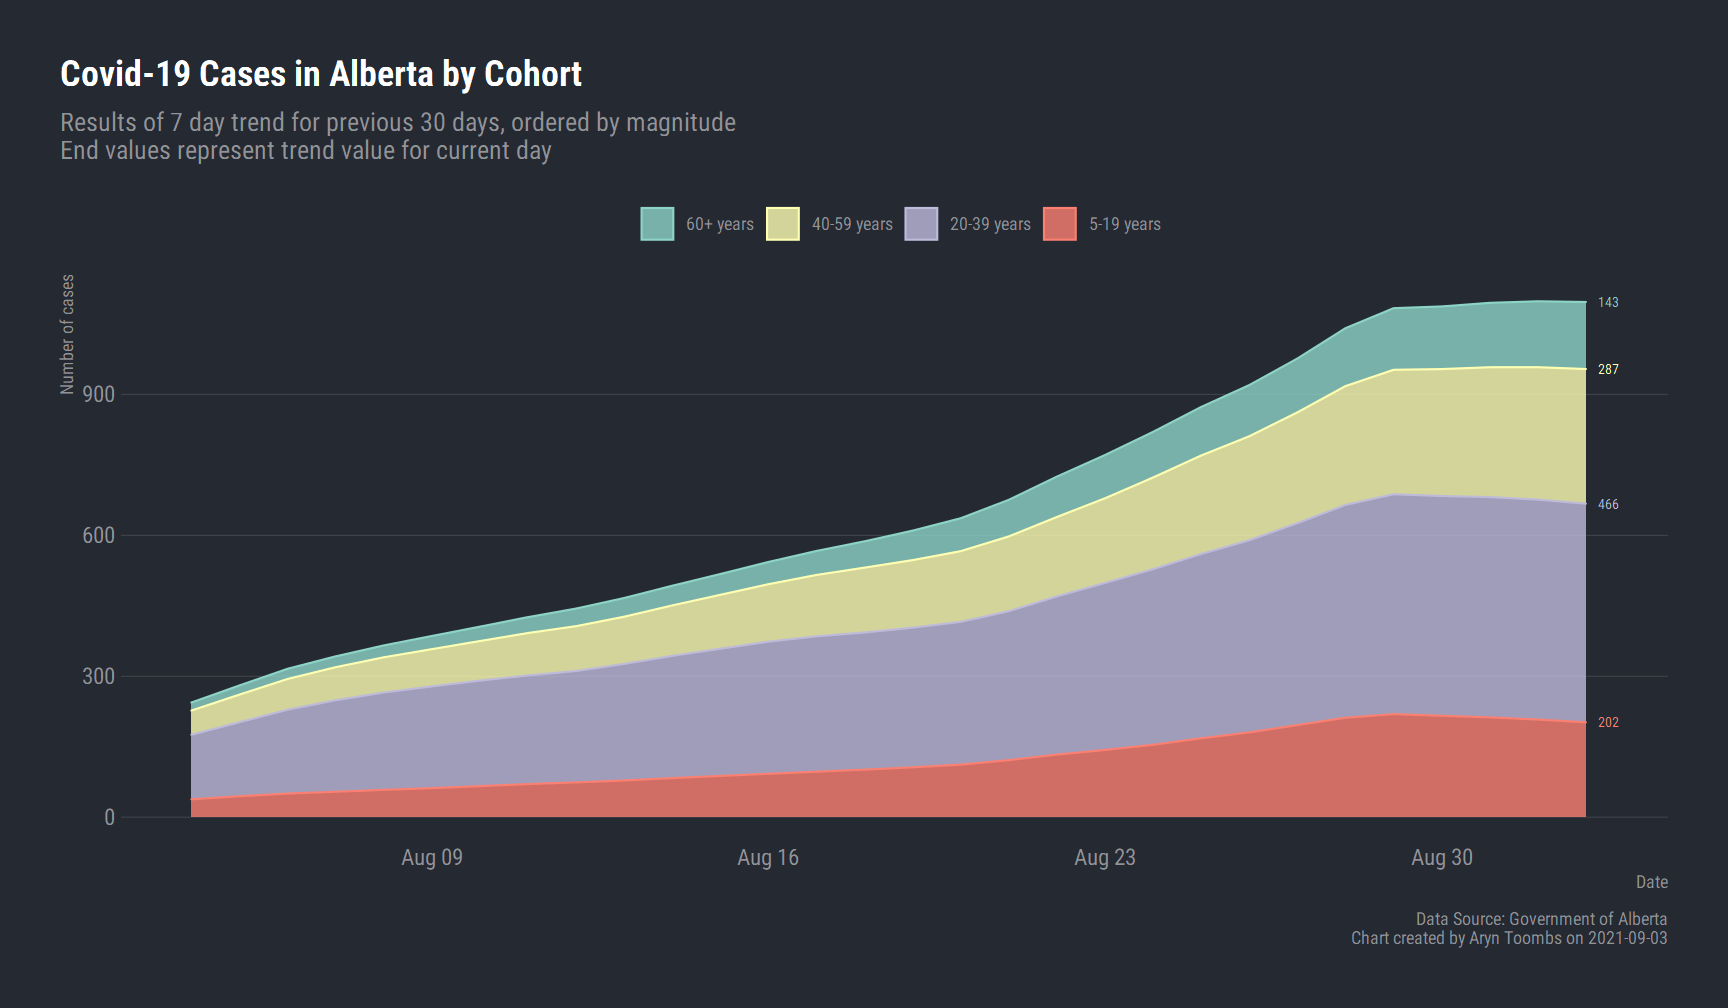 Covid-19 Cases in Alberta by Cohort
Results of 7 day trend for previous 30 days, ordered by magnitude
End values represent trend value for current day
60+ years 40-59 years 20-39 years 5-19 years
Number of cases
143
287
900
466
600
300
202
0
Aug 09 Aug 16 Aug 23 Aug 30
Date
Data Source: Government of Alberta
Chart created by Aryn Toombs on 2021-09-03